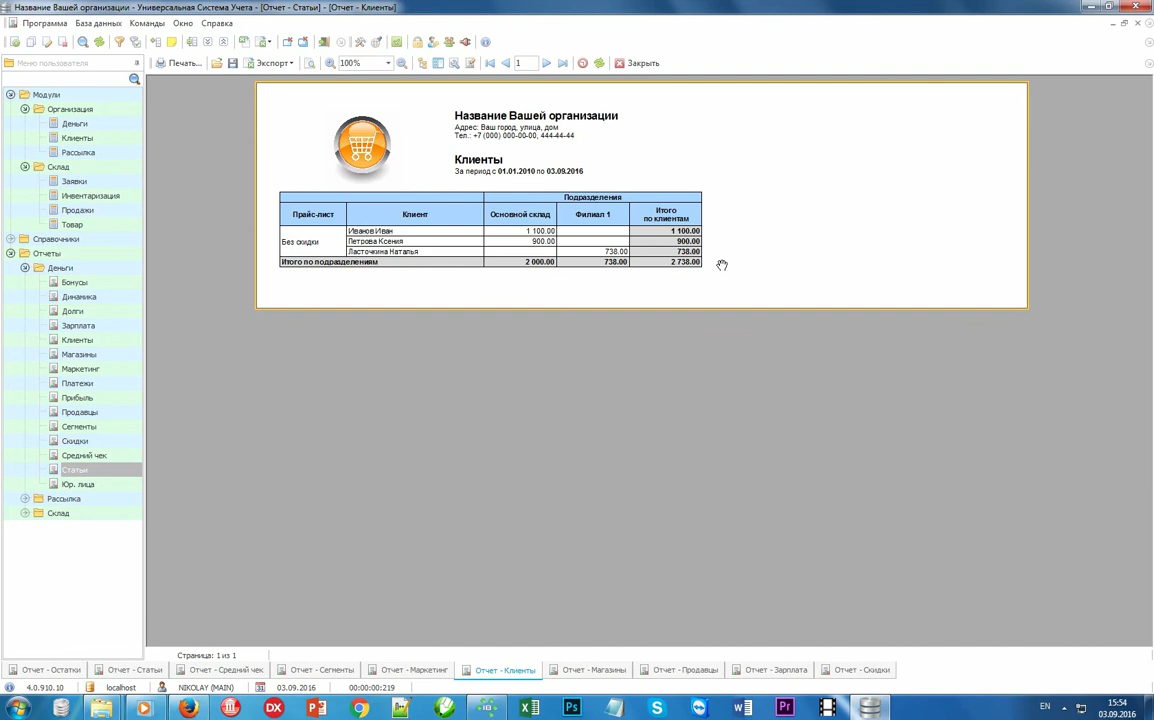 Название Вашей организации - Универсальная Система Учета - [Отчет - Статьи] - [Отчет - Клиенты]
Программа База данных Команды Окно Справка
Меню пользователя
Печать... Экспорт 100% 1 Закрыть
Модули
Организация
Деньги
Клиенты
Рассылка
Склад
Заявки
Инвентаризация
Продажи
Товар
Справочники
Отчеты
Деньги
Бонусы
Динамика
Долги
Зарплата
Клиенты
Магазины
Маркетинг
Платежи
Прибыль
Продавцы
Сегменты
Скидки
Средний чек
Статьи
Юр. лица
Рассылка
Склад
Название Вашей организации
Адрес: Ваш город, улица, дом
Тел.: +7 (000) 000-00-00, 444-44-44
Клиенты
За период с 01.01.2010 по 03.09.2016
Подразделения
Прайс-лист Клиент Основной склад Филиал 1 Итого по клиентам
Без скидки
Иванов Иван 1 100.00 1 100.00
Петрова Ксения 900.00 900.00
Ласточкина Наталья 738.00 738.00
Итого по подразделениям 2 000.00 738.00 2 738.00
Страница: 1 из 1
Отчет - Остатки Отчет - Статьи Отчет - Средний чек Отчет - Сегменты Отчет - Маркетинг Отчет - Клиенты Отчет - Магазины Отчет - Продавцы Отчет - Зарплата Отчет - Скидки
4.0.910.10 localhost NIKOLAY (MAIN) 31 03.09.2016 00:00:00:219
DX Ps Pr
EN 15:54
03.09.2016